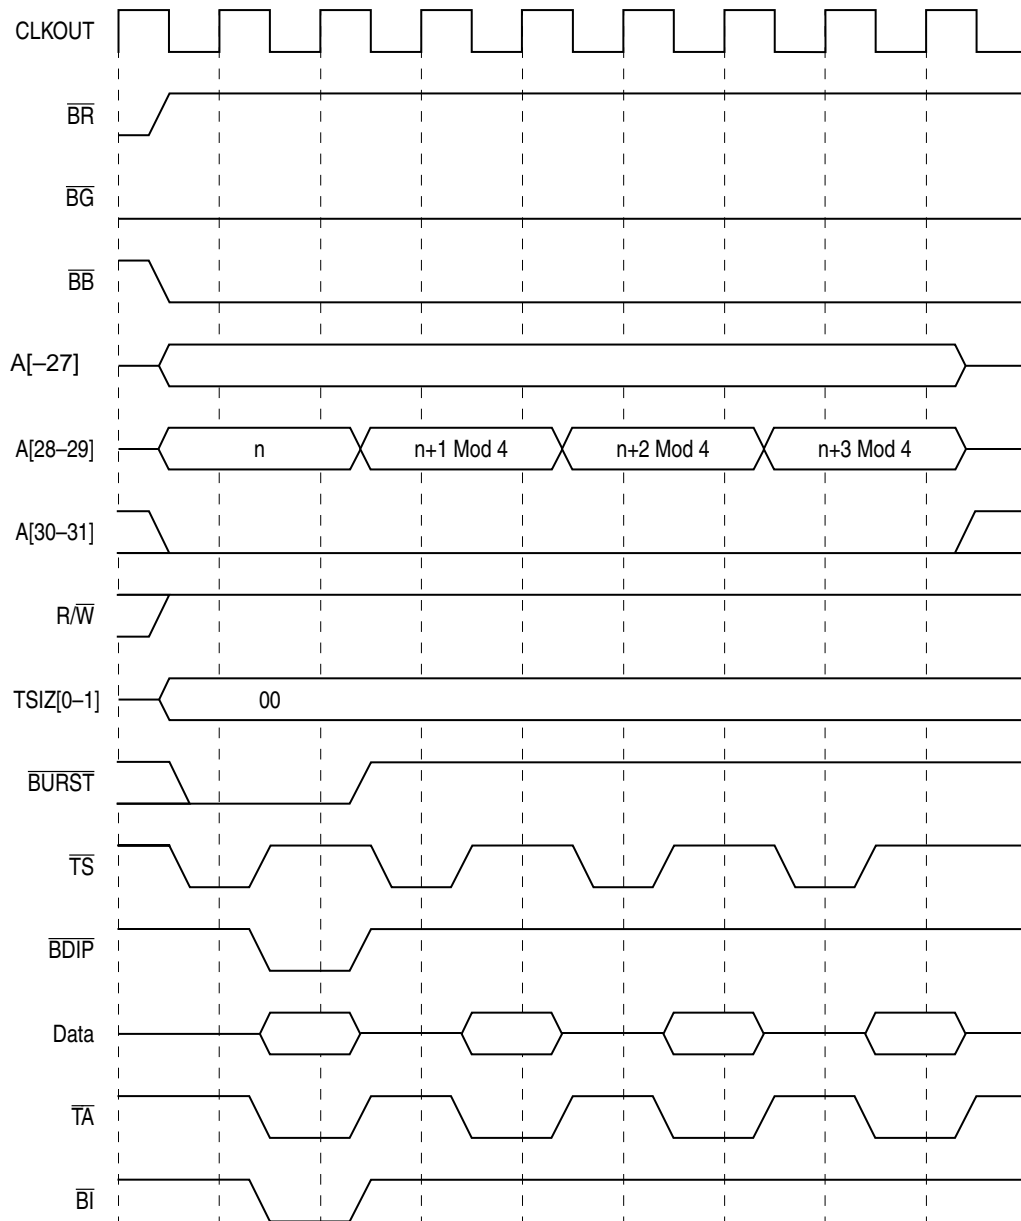 CLKOUT
BR
BG
BB
A[–27]
A[28–29] n n+1 Mod 4 n+2 Mod 4 n+3 Mod 4
A[30–31]
R/W
TSIZ[0–1] 00
BURST
TS
BDIP
Data
TA
BI